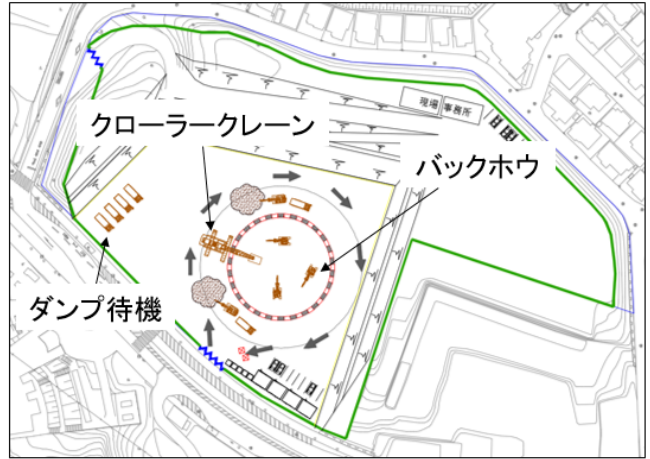 現場事務所
クローラークレーン
バックホウ
ダンプ待機